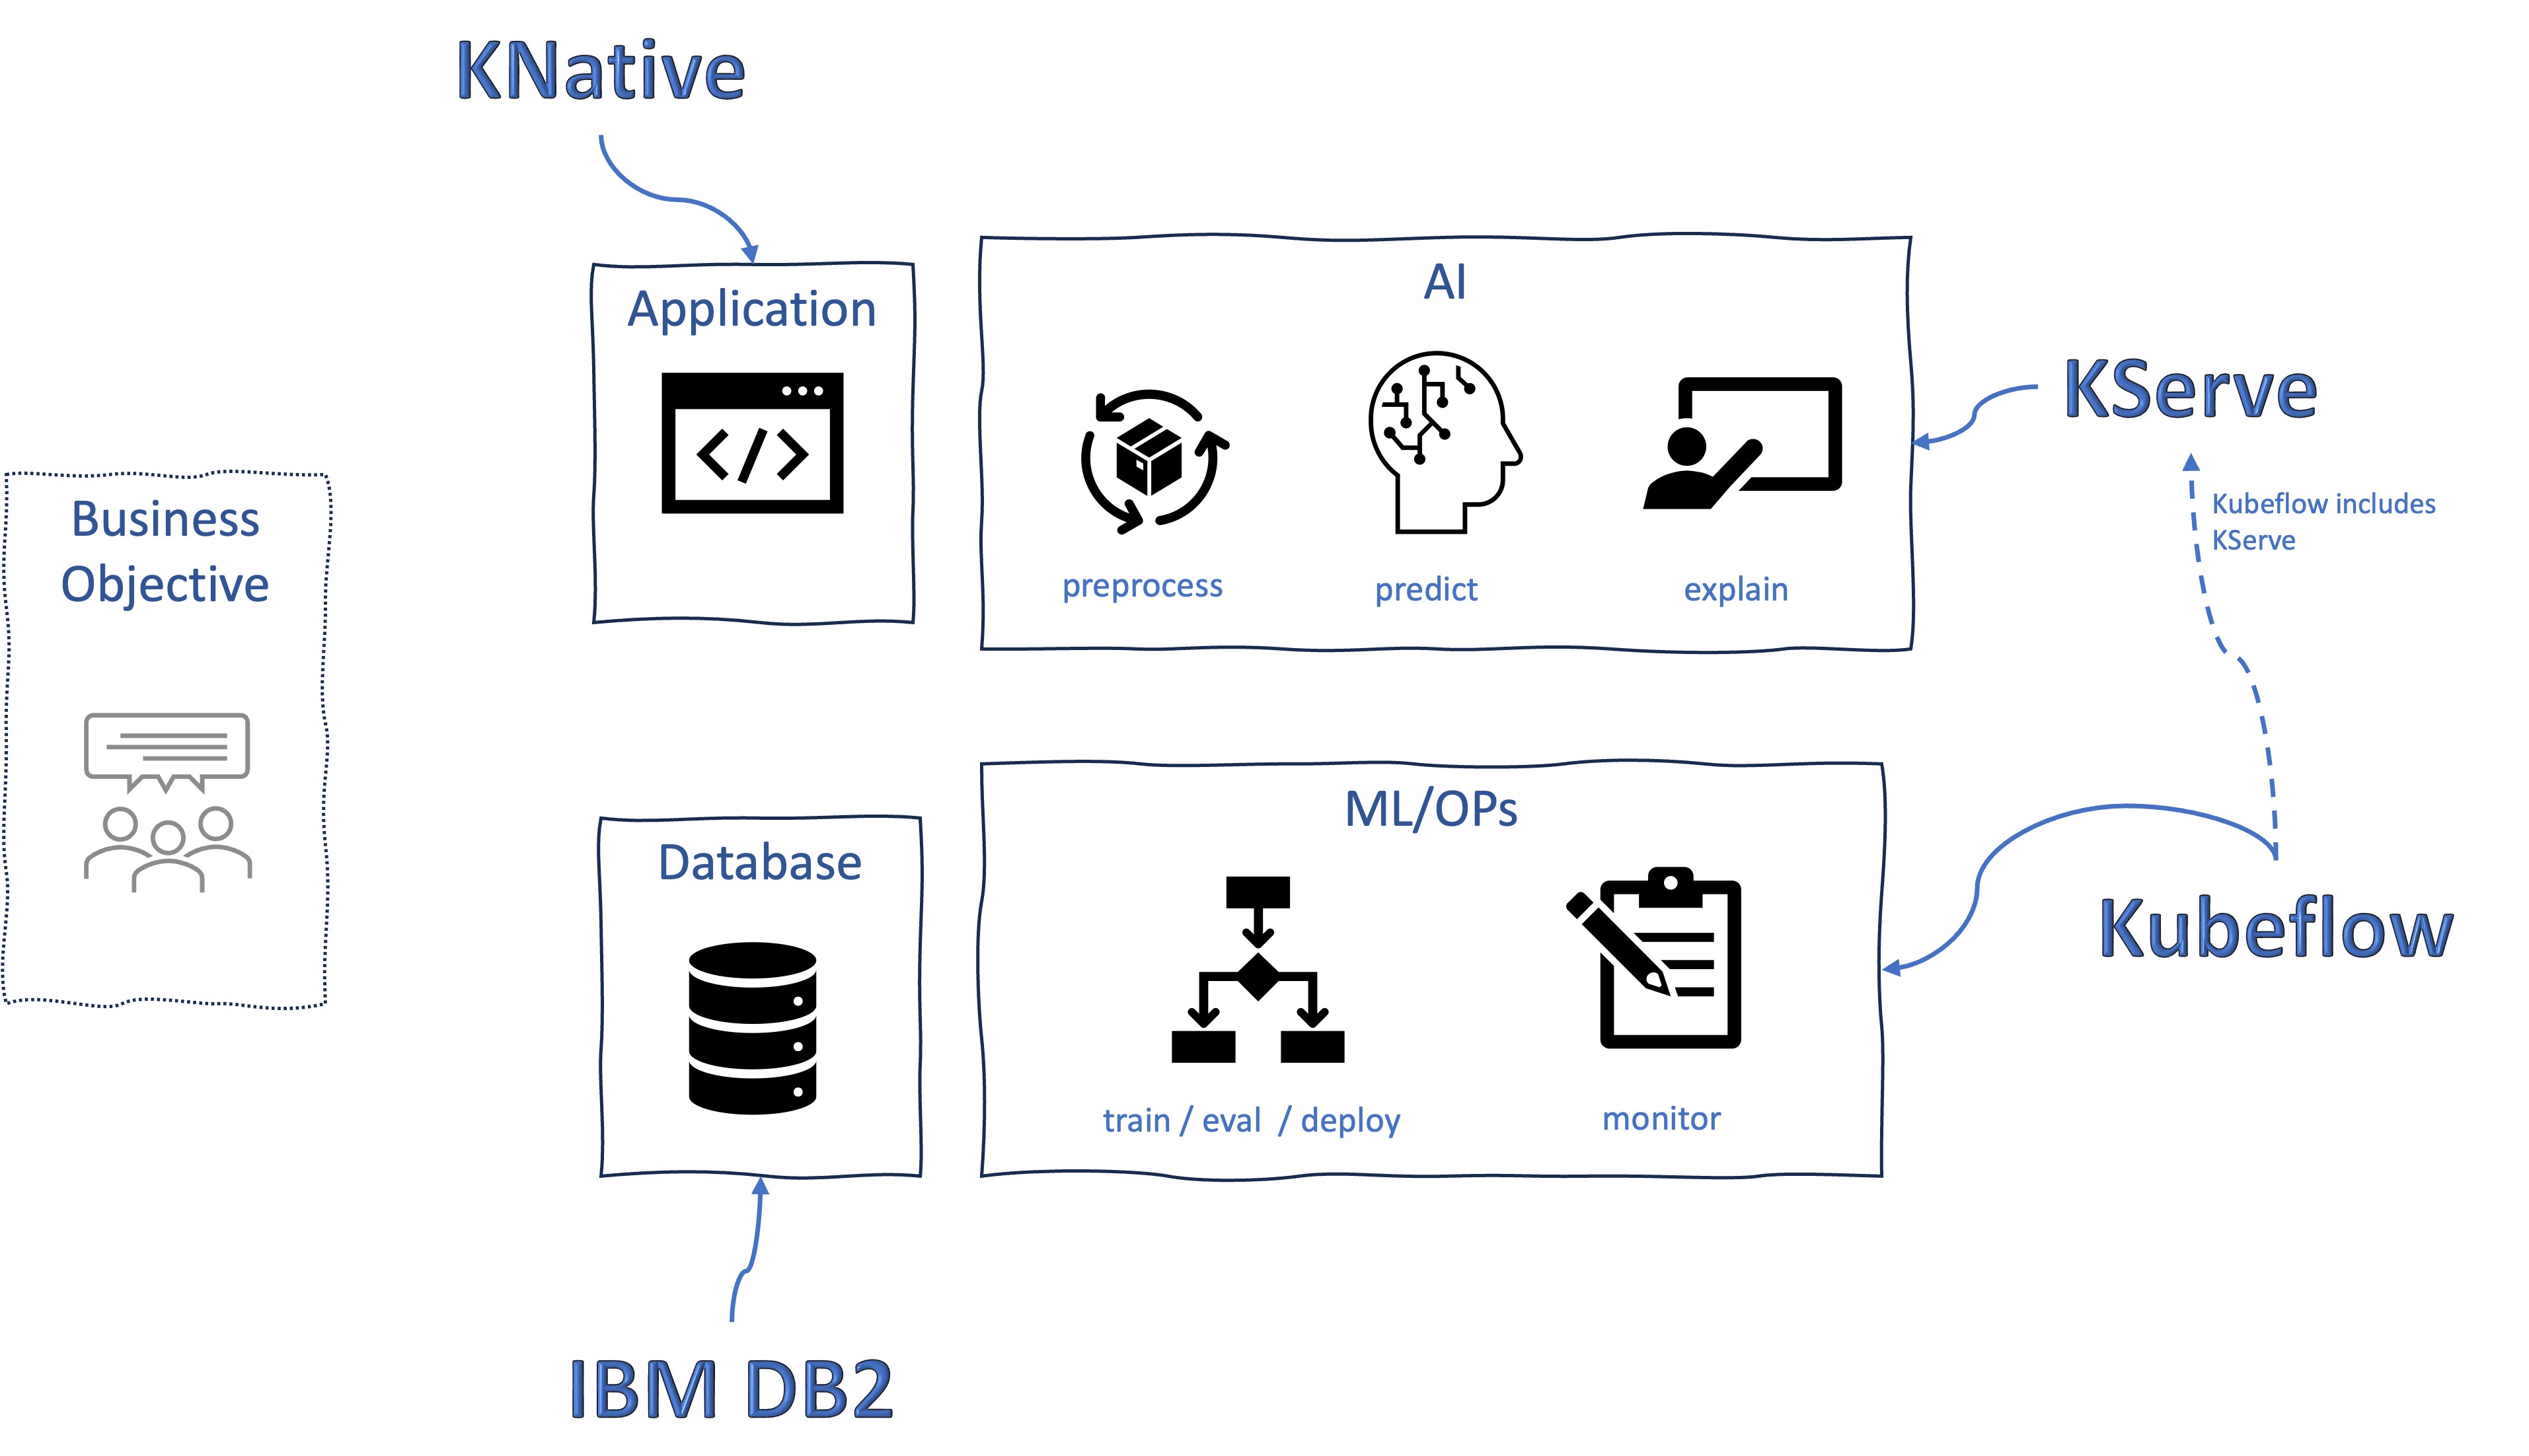 KNative
Application
AI
preprocess
predict
explain
KServe
Kubeflow includes
KServe
Business
Objective
Database
ML/OPs
train / eval  / deploy
monitor
Kubeflow
IBM DB2